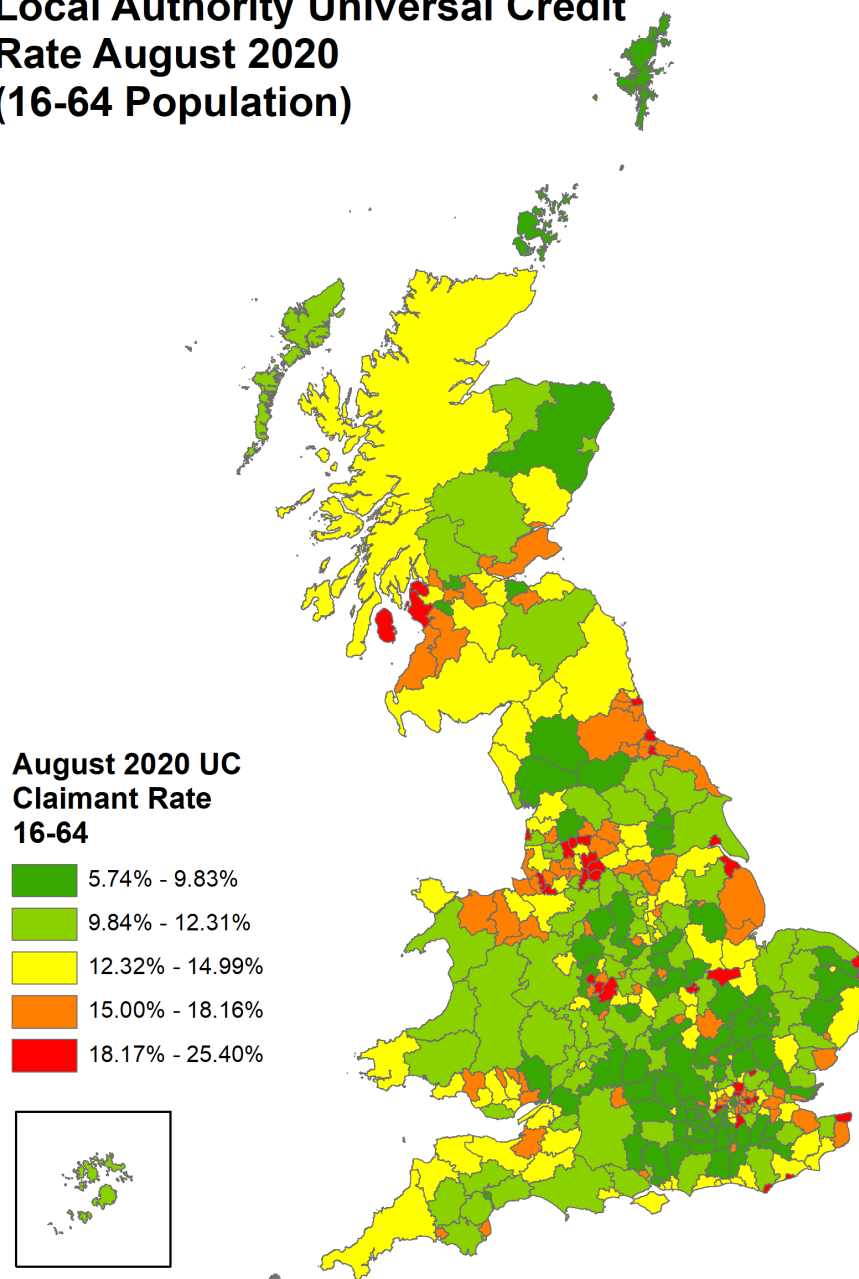 Local Authority Universal Credit
Rate August 2020
(16-64 Population)
August 2020 UC
Claimant Rate
16-64
5.74% - 9.83%
9.84% - 12.31%
12.32% - 14.99%
15.00% - 18.16%
18.17% - 25.40%